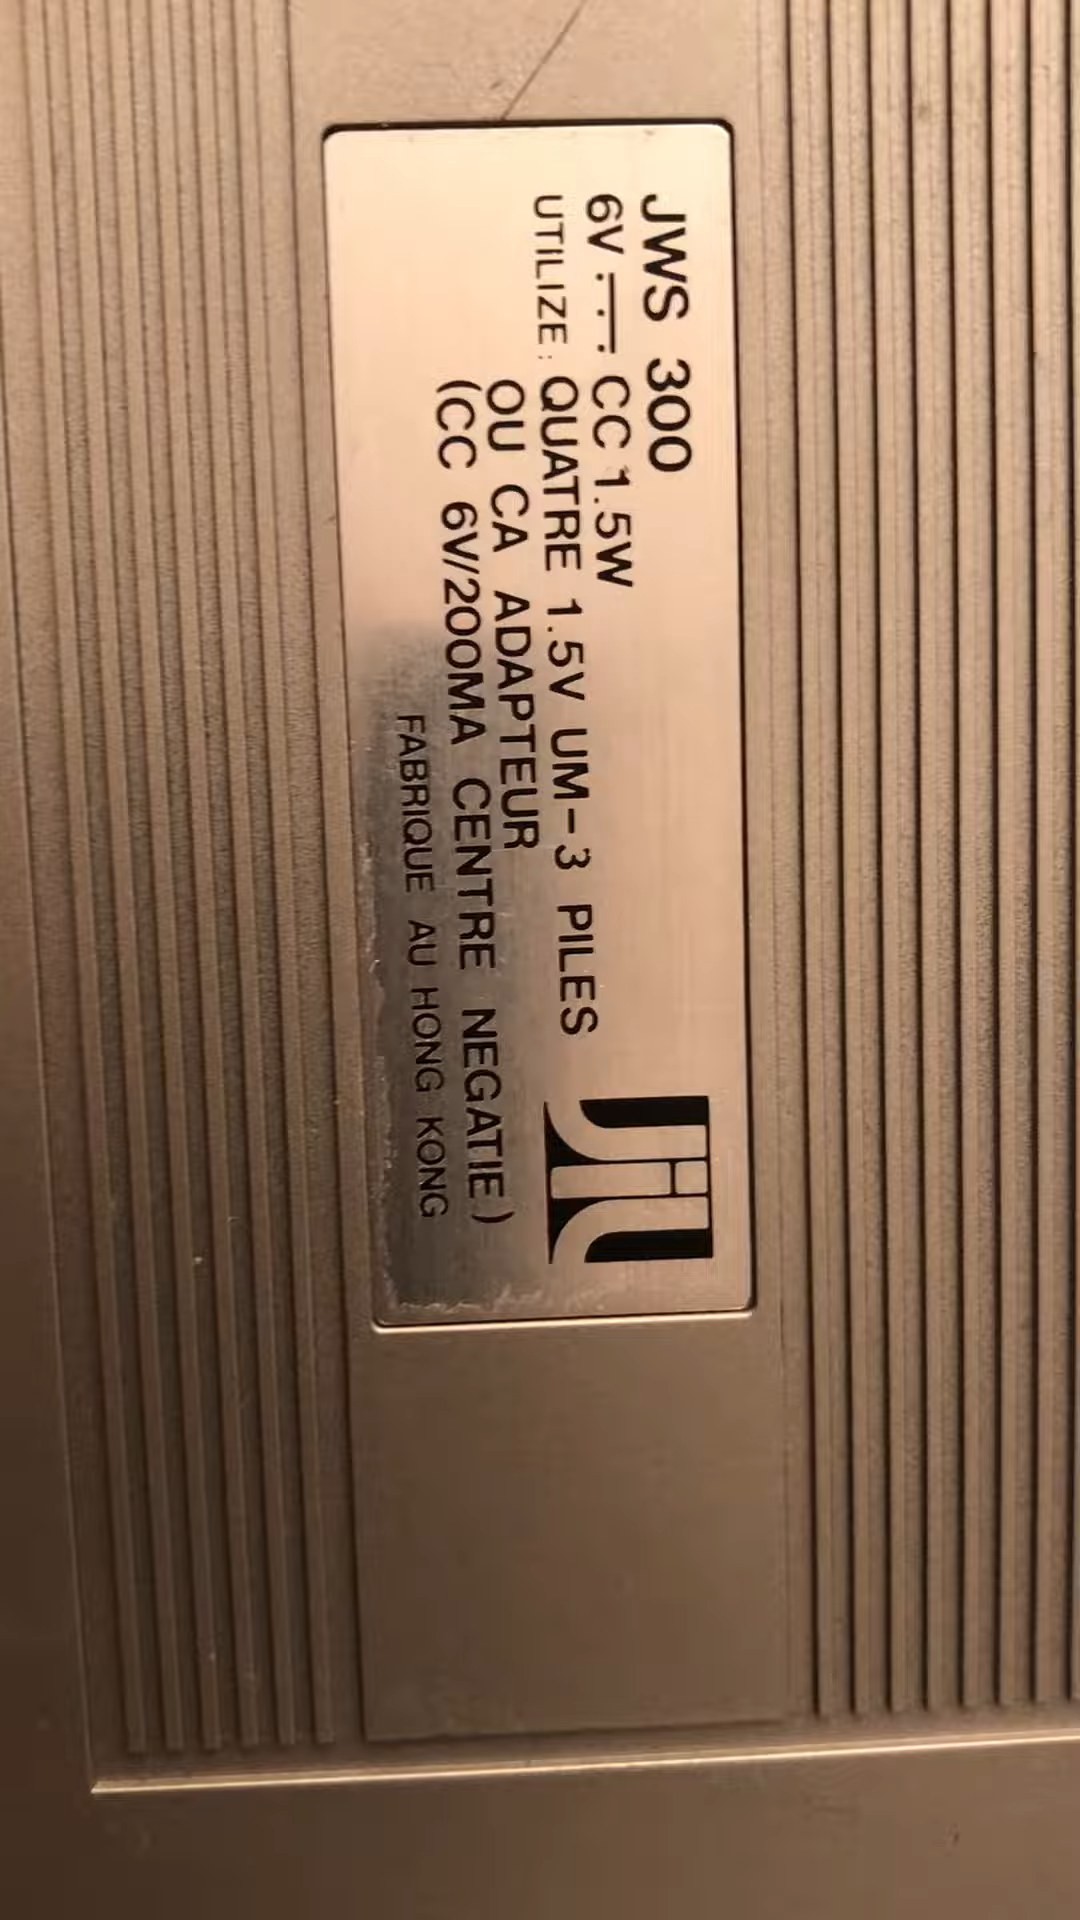 JWS 300
6V CC 1.5W
UTILIZE: QUATRE 1.5V UM-3 PILES
OU CA ADAPTEUR
(CC 6V/200MA CENTRE NEGATIE)
FABRIQUE AU HONG KONG
JiL